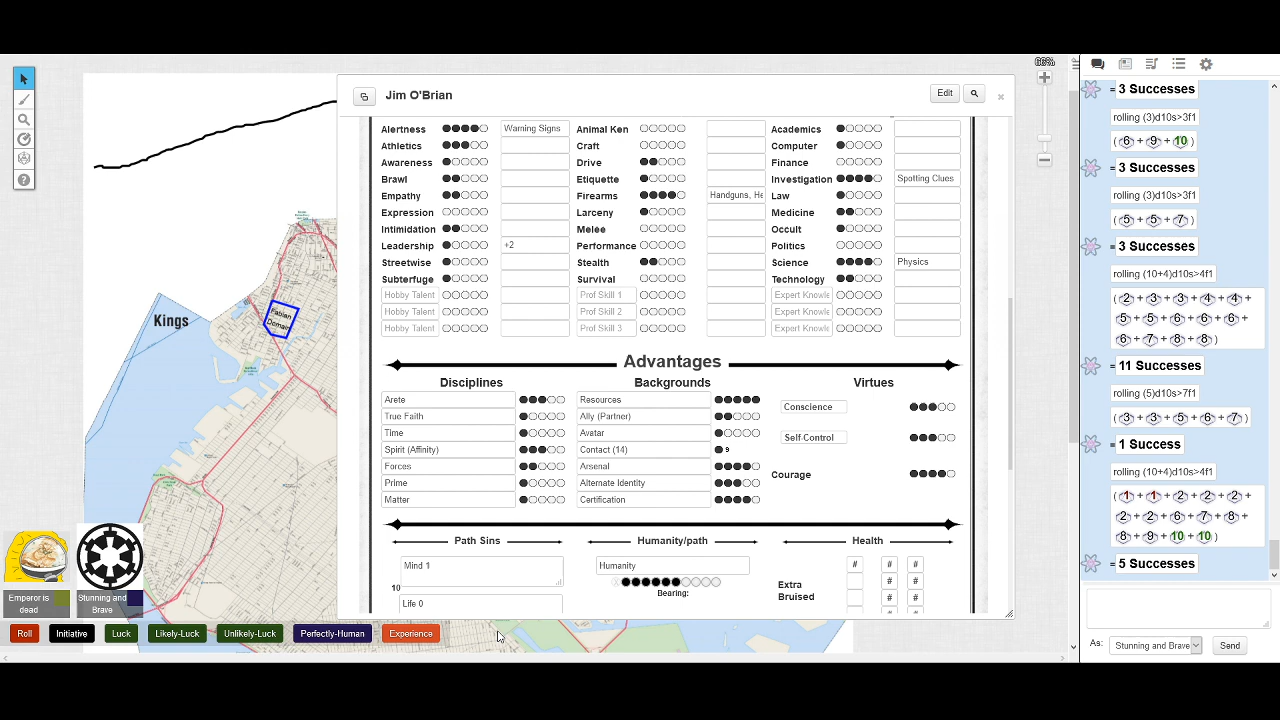 66%
Jim O'Brian
Edit
Alertness Warning Signs Animal Ken Academics
Athletics Craft Computer
Awareness Drive Finance
Brawl Etiquette Investigation Spotting Clues
Empathy Firearms Handguns, He Law
Expression Larceny Medicine
Intimidation Melee Occult
Leadership +2 Performance Politics
Streetwise Stealth Science Physics
Subterfuge Survival Technology
Hobby Talent Prof Skill 1 Expert Knowle
Hobby Talent Prof Skill 2 Expert Knowle
Hobby Talent Prof Skill 3 Expert Knowle
Advantages
Disciplines Backgrounds Virtues
Arete Resources Conscience
True Faith Ally (Partner)
Time Avatar Self-Control
Spirit (Affinity) Contact (14) 9
Forces Arsenal Courage
Prime Alternate Identity
Matter Certification
Path Sins Humanity/path Health
Mind 1 Humanity # # #
10 Extra # #
Bearing: Bruised # #
Life 0 # #
Kings
Fabian
Domain
Emperor is
dead
Stunning and
Brave
Roll Initiative Luck Likely-Luck Unlikely-Luck Perfectly-Human Experience
= 3 Successes
rolling (3)d10s>3f1
(6+9+10)
= 3 Successes
rolling (3)d10s>3f1
(5+5+7)
= 3 Successes
rolling (10+4)d10s>4f1
(2+3+3+4+4+
5+5+6+6+6+
6+7+8+8)
= 11 Successes
rolling (5)d10s>7f1
(3+3+5+6+7)
= 1 Success
rolling (10+4)d10s>4f1
(1+1+2+2+2+
2+2+6+7+8+
8+9+10+10)
= 5 Successes
As: Stunning and Brave Send